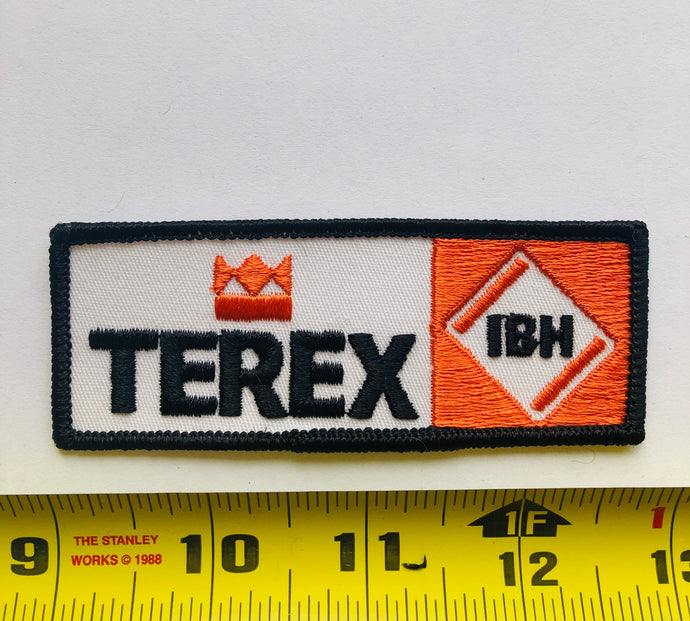 TEREX
IBH
1F
1
THE STANLEY
WORKS © 1988
9 10 11 12 13